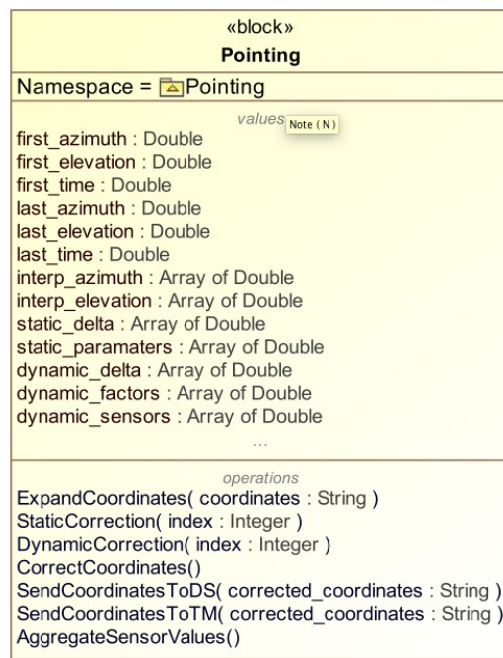 «block»
Pointing
Namespace = Pointing
values
Note (N)
first_azimuth : Double
first_elevation : Double
first_time : Double
last_azimuth : Double
last_elevation : Double
last_time : Double
interp_azimuth : Array of Double
interp_elevation : Array of Double
static_delta : Array of Double
static_paramaters : Array of Double
dynamic_delta : Array of Double
dynamic_factors : Array of Double
dynamic_sensors : Array of Double
...
operations
ExpandCoordinates( coordinates : String )
StaticCorrection( index : Integer )
DynamicCorrection( index : Integer )
CorrectCoordinates()
SendCoordinatesToDS( corrected_coordinates : String )
SendCoordinatesToTM( corrected_coordinates : String )
AggregateSensorValues()